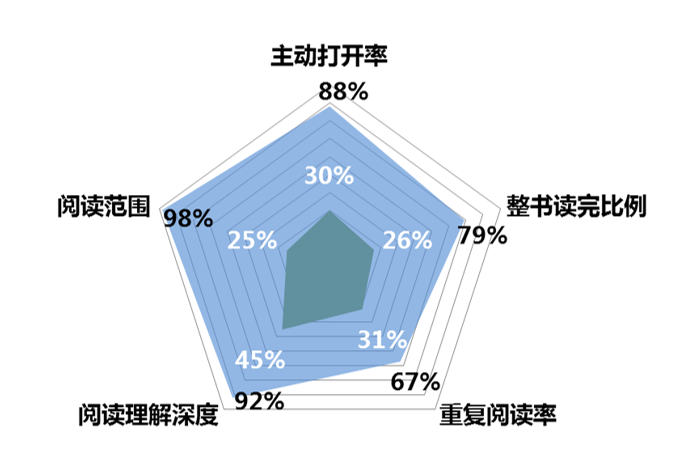 主动打开率
88%
30%
阅读范围
98%
25%
26%
整书读完比例
79%
31%
45%
67%
92%
阅读理解深度
重复阅读率